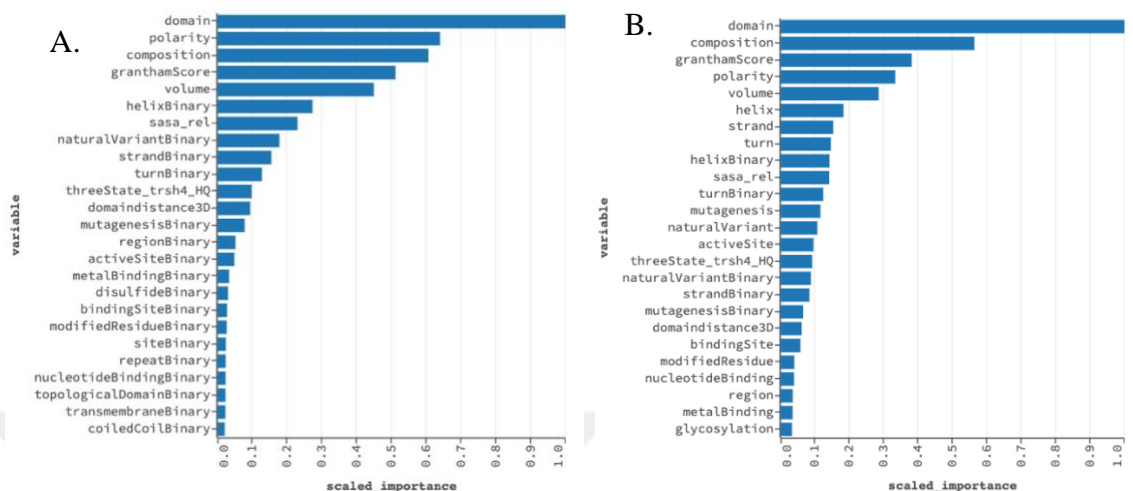 A.
variable
domain
polarity
composition
granthamScore
volume
helixBinary
sasa_rel
naturalVariantBinary
strandBinary
turnBinary
threeState_trsh4_HQ
domaindistance3D
mutagenesisBinary
regionBinary
activeSiteBinary
metalBindingBinary
disulfideBinary
bindingSiteBinary
modifiedResidueBinary
siteBinary
repeatBinary
nucleotideBindingBinary
topologicalDomainBinary
transmembraneBinary
coiledCoilBinary
0.0 0.1 0.2 0.3 0.4 0.5 0.6 0.7 0.8 0.9 1.0
scaled_importance
B.
variable
domain
composition
granthamScore
polarity
volume
helix
strand
turn
helixBinary
sasa_rel
turnBinary
mutagenesis
naturalVariant
activeSite
threeState_trsh4_HQ
naturalVariantBinary
strandBinary
mutagenesisBinary
domaindistance3D
bindingSite
modifiedResidue
nucleotideBinding
region
metalBinding
glycosylation
0.0 0.1 0.2 0.3 0.4 0.5 0.6 0.7 0.8 0.9 1.0
scaled_importance